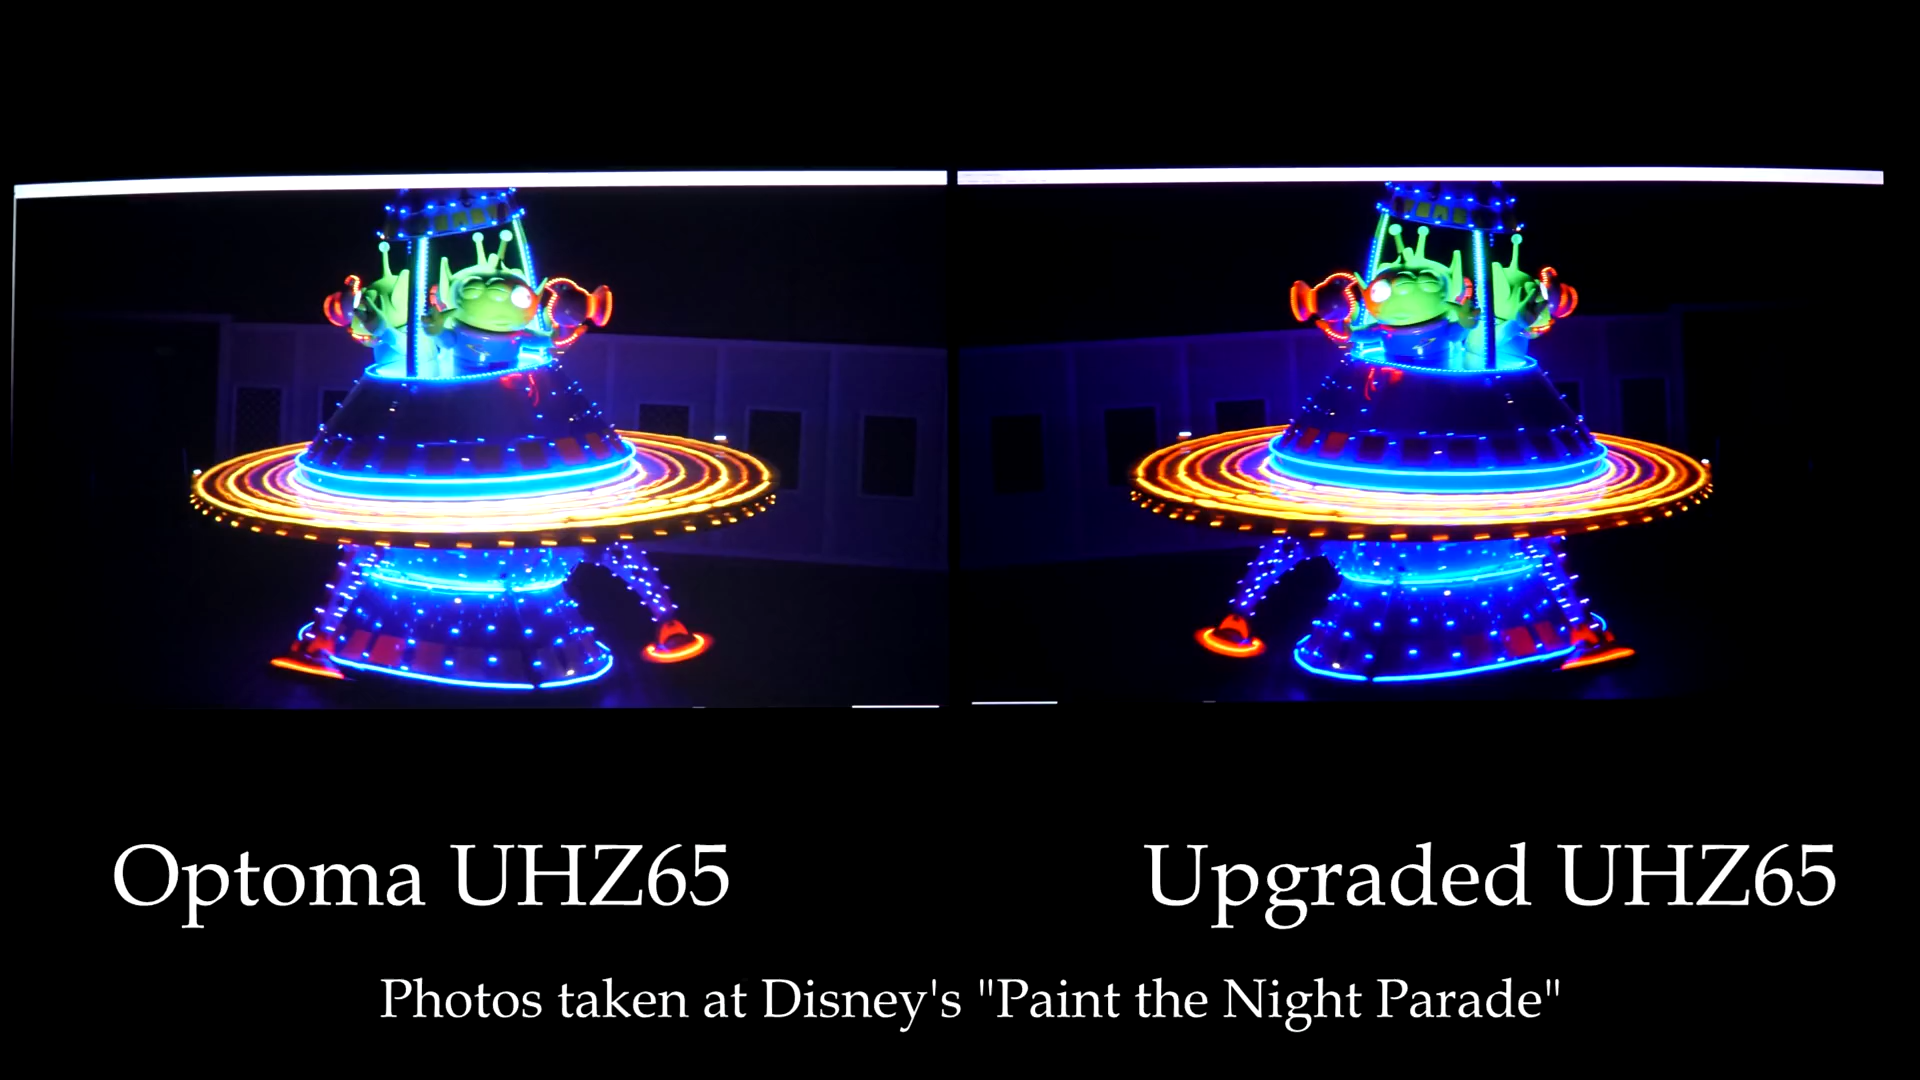 Optoma UHZ65
Upgraded UHZ65
Photos taken at Disney's "Paint the Night Parade"